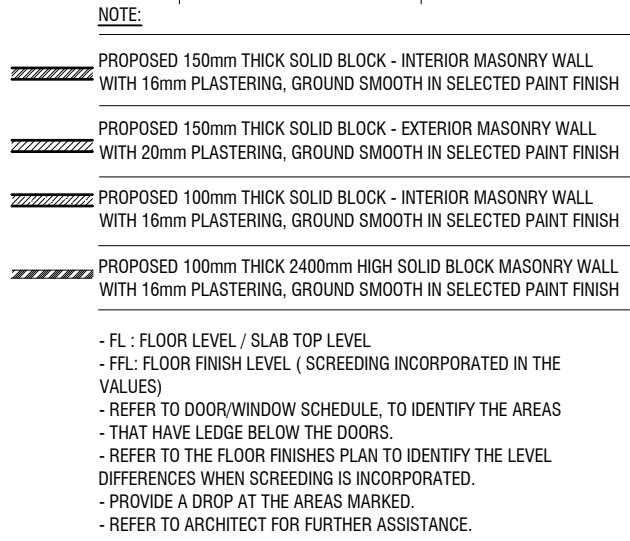 NOTE:
PROPOSED 150mm THICK SOLID BLOCK - INTERIOR MASONRY WALL
WITH 16mm PLASTERING, GROUND SMOOTH IN SELECTED PAINT FINISH
PROPOSED 150mm THICK SOLID BLOCK - EXTERIOR MASONRY WALL
WITH 20mm PLASTERING, GROUND SMOOTH IN SELECTED PAINT FINISH
PROPOSED 100mm THICK SOLID BLOCK - INTERIOR MASONRY WALL
WITH 16mm PLASTERING, GROUND SMOOTH IN SELECTED PAINT FINISH
PROPOSED 100mm THICK 2400mm HIGH SOLID BLOCK MASONRY WALL
WITH 16mm PLASTERING, GROUND SMOOTH IN SELECTED PAINT FINISH
- FL : FLOOR LEVEL / SLAB TOP LEVEL
- FFL: FLOOR FINISH LEVEL ( SCREEDING INCORPORATED IN THE
VALUES)
- REFER TO DOOR/WINDOW SCHEDULE, TO IDENTIFY THE AREAS
- THAT HAVE LEDGE BELOW THE DOORS.
- REFER TO THE FLOOR FINISHES PLAN TO IDENTIFY THE LEVEL
DIFFERENCES WHEN SCREEDING IS INCORPORATED.
- PROVIDE A DROP AT THE AREAS MARKED.
- REFER TO ARCHITECT FOR FURTHER ASSISTANCE.